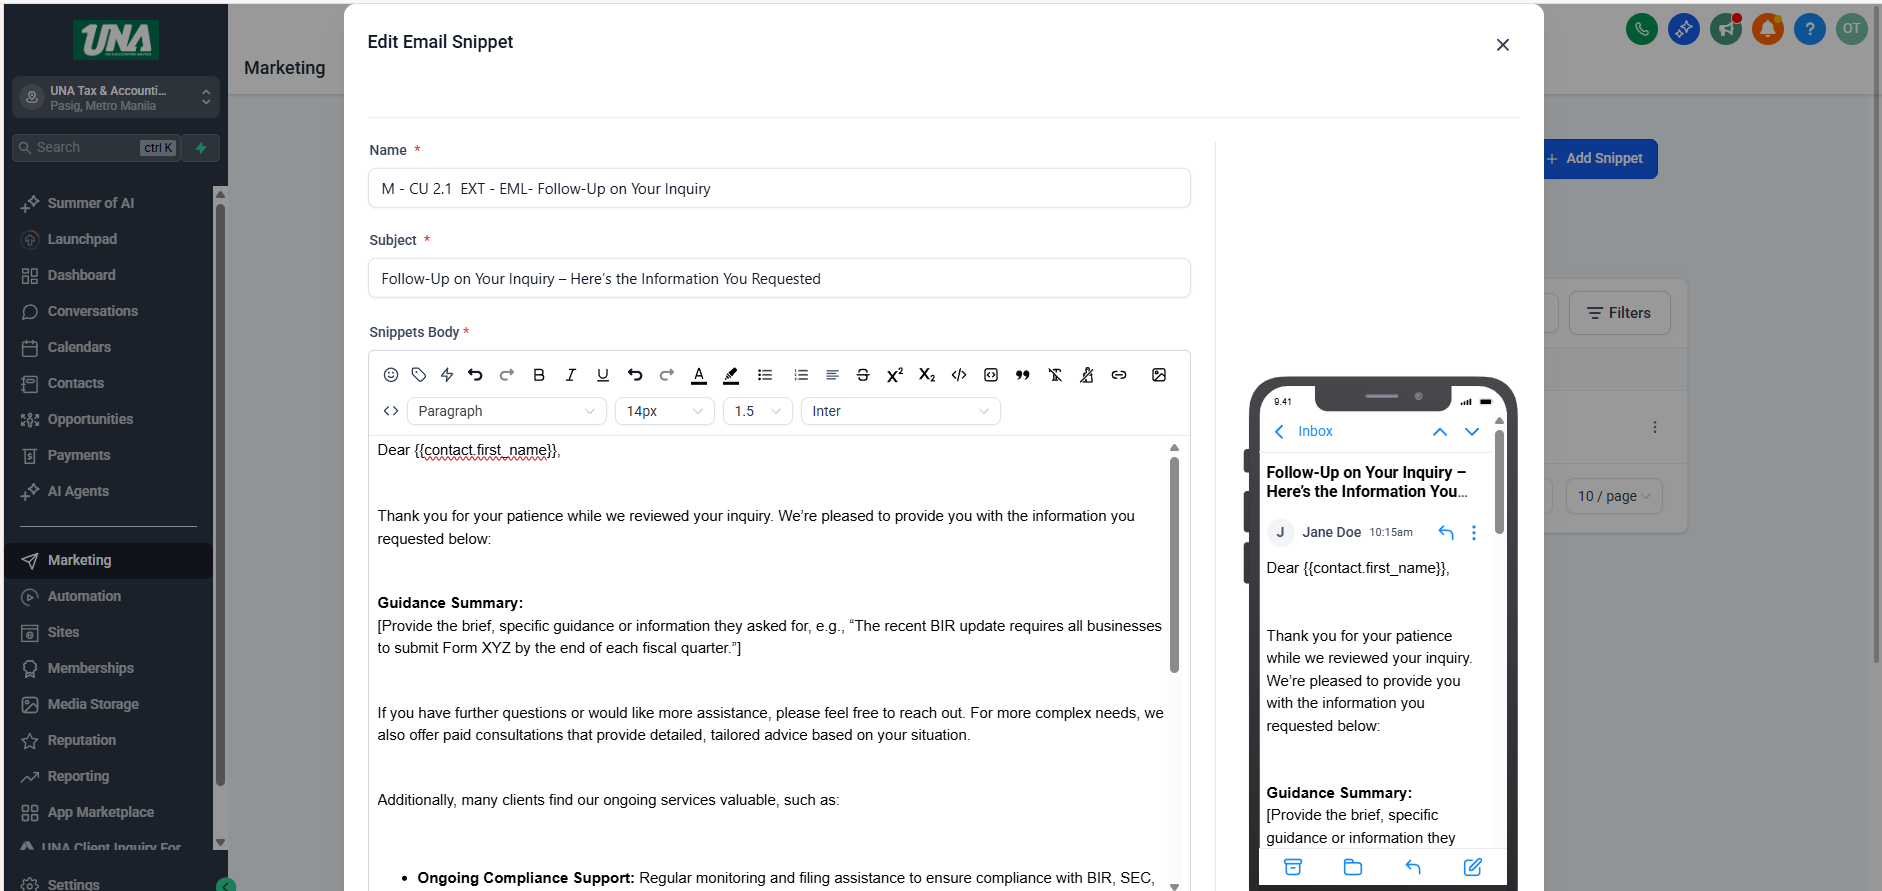 UNA
UNA Tax & Accounti...
Pasig, Metro Manila
Search
ctrl K
Summer of AI
Launchpad
Dashboard
Conversations
Calendars
Contacts
Opportunities
Payments
AI Agents
Marketing
Automation
Sites
Memberships
Media Storage
Reputation
Reporting
App Marketplace
UNA Client Inquiry For
Settings
Marketing
OT
Add Snippet
Filters
10 / page
Edit Email Snippet
Name *
M - CU 2.1  EXT - EML- Follow-Up on Your Inquiry
Subject *
Follow-Up on Your Inquiry – Here’s the Information You Requested
Snippets Body *
Paragraph
14px
1.5
Inter
Dear {{contact.first_name}},
Thank you for your patience while we reviewed your inquiry. We’re pleased to provide you with the information you
requested below:
Guidance Summary:
[Provide the brief, specific guidance or information they asked for, e.g., “The recent BIR update requires all businesses
to submit Form XYZ by the end of each fiscal quarter.”]
If you have further questions or would like more assistance, please feel free to reach out. For more complex needs, we
also offer paid consultations that provide detailed, tailored advice based on your situation.
Additionally, many clients find our ongoing services valuable, such as:
• Ongoing Compliance Support: Regular monitoring and filing assistance to ensure compliance with BIR, SEC,
9.41
Inbox
Follow-Up on Your Inquiry –
Here’s the Information You...
J
Jane Doe 10:15am
Dear {{contact.first_name}},
Thank you for your patience
while we reviewed your inquiry.
We’re pleased to provide you
with the information you
requested below:
Guidance Summary:
[Provide the brief, specific
guidance or information they